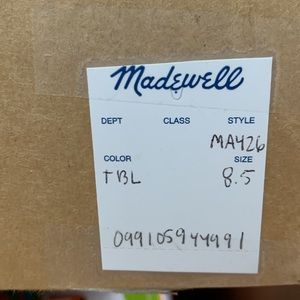 Madewell
DEPT CLASS STYLE
MA426
COLOR SIZE
TBL 8.5
099105944991